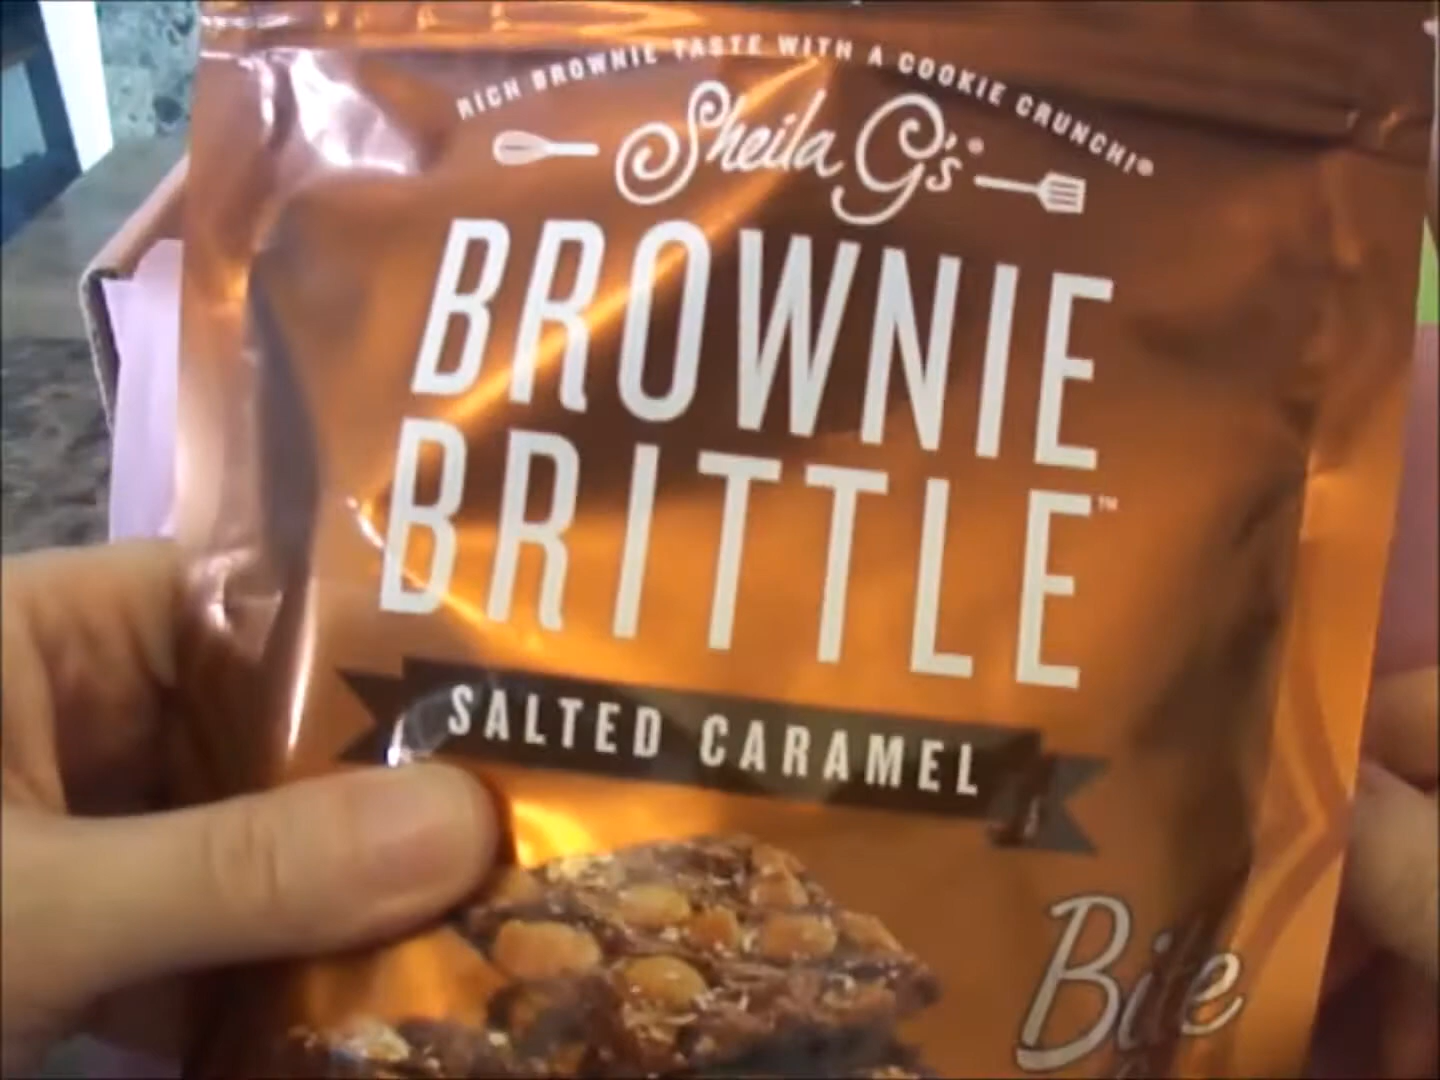 RICH BROWNIE TASTE WITH A COOKIE CRUNCH!®
Sheila G's®
BROWNIE
BRITTLE™
SALTED CARAMEL
Bite